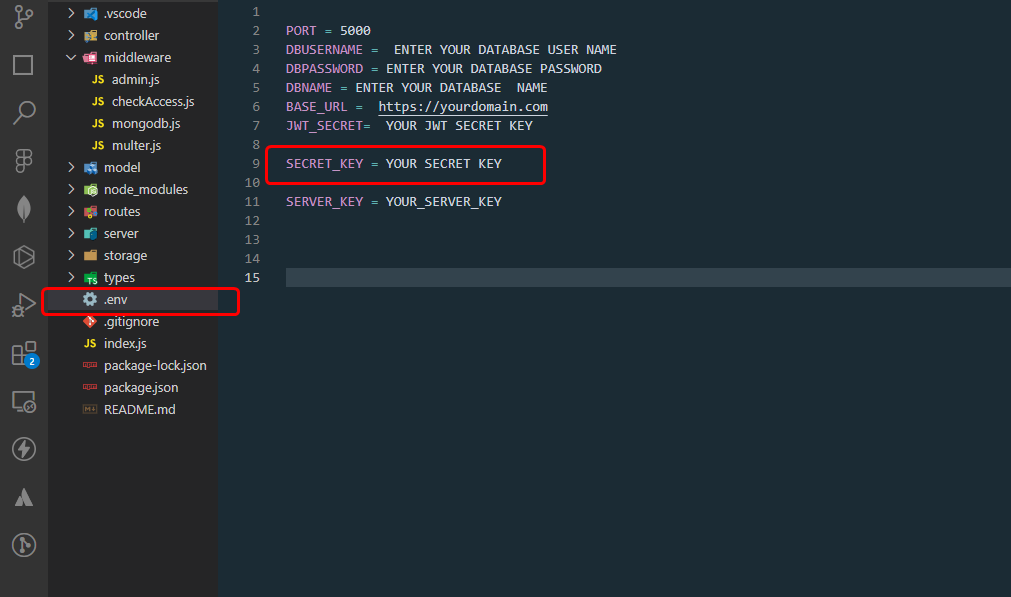 .vscode
controller
middleware
JS admin.js
JS checkAccess.js
JS mongodb.js
JS multer.js
model
node_modules
routes
server
storage
TS types
.env
.gitignore
JS index.js
package-lock.json
package.json
README.md
2
1
2 PORT = 5000
3 DBUSERNAME =  ENTER YOUR DATABASE USER NAME
4 DBPASSWORD = ENTER YOUR DATABASE PASSWORD
5 DBNAME = ENTER YOUR DATABASE  NAME
6 BASE_URL =  https://yourdomain.com
7 JWT_SECRET=  YOUR JWT SECRET KEY
8
9 SECRET_KEY = YOUR SECRET KEY
10
11 SERVER_KEY = YOUR_SERVER_KEY
12
13
14
15